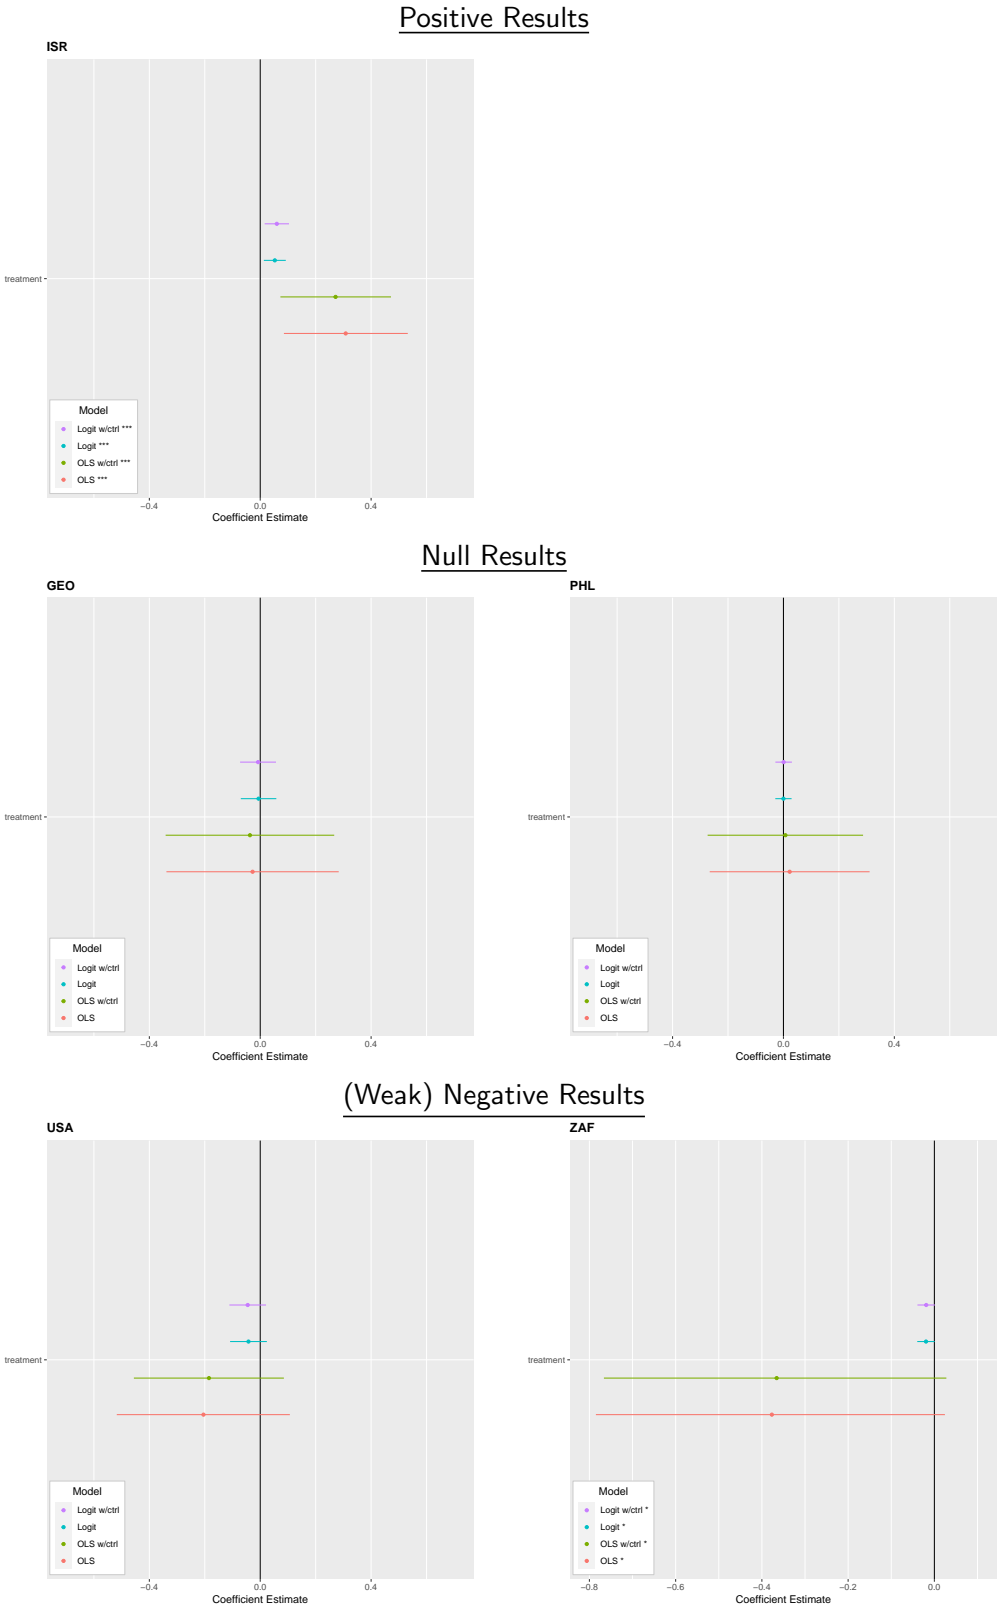 Positive Results
ISR
treatment
Model
Logit w/ctrl ***
Logit ***
OLS w/ctrl ***
OLS ***
−0.4 0.0 0.4
Coefficient Estimate
Null Results
GEO
treatment
Model
Logit w/ctrl
Logit
OLS w/ctrl
OLS
−0.4 0.0 0.4
Coefficient Estimate
PHL
treatment
Model
Logit w/ctrl
Logit
OLS w/ctrl
OLS
−0.4 0.0 0.4
Coefficient Estimate
(Weak) Negative Results
USA
treatment
Model
Logit w/ctrl
Logit
OLS w/ctrl
OLS
−0.4 0.0 0.4
Coefficient Estimate
ZAF
treatment
Model
Logit w/ctrl *
Logit *
OLS w/ctrl *
OLS *
−0.8 −0.6 −0.4 −0.2 0.0
Coefficient Estimate